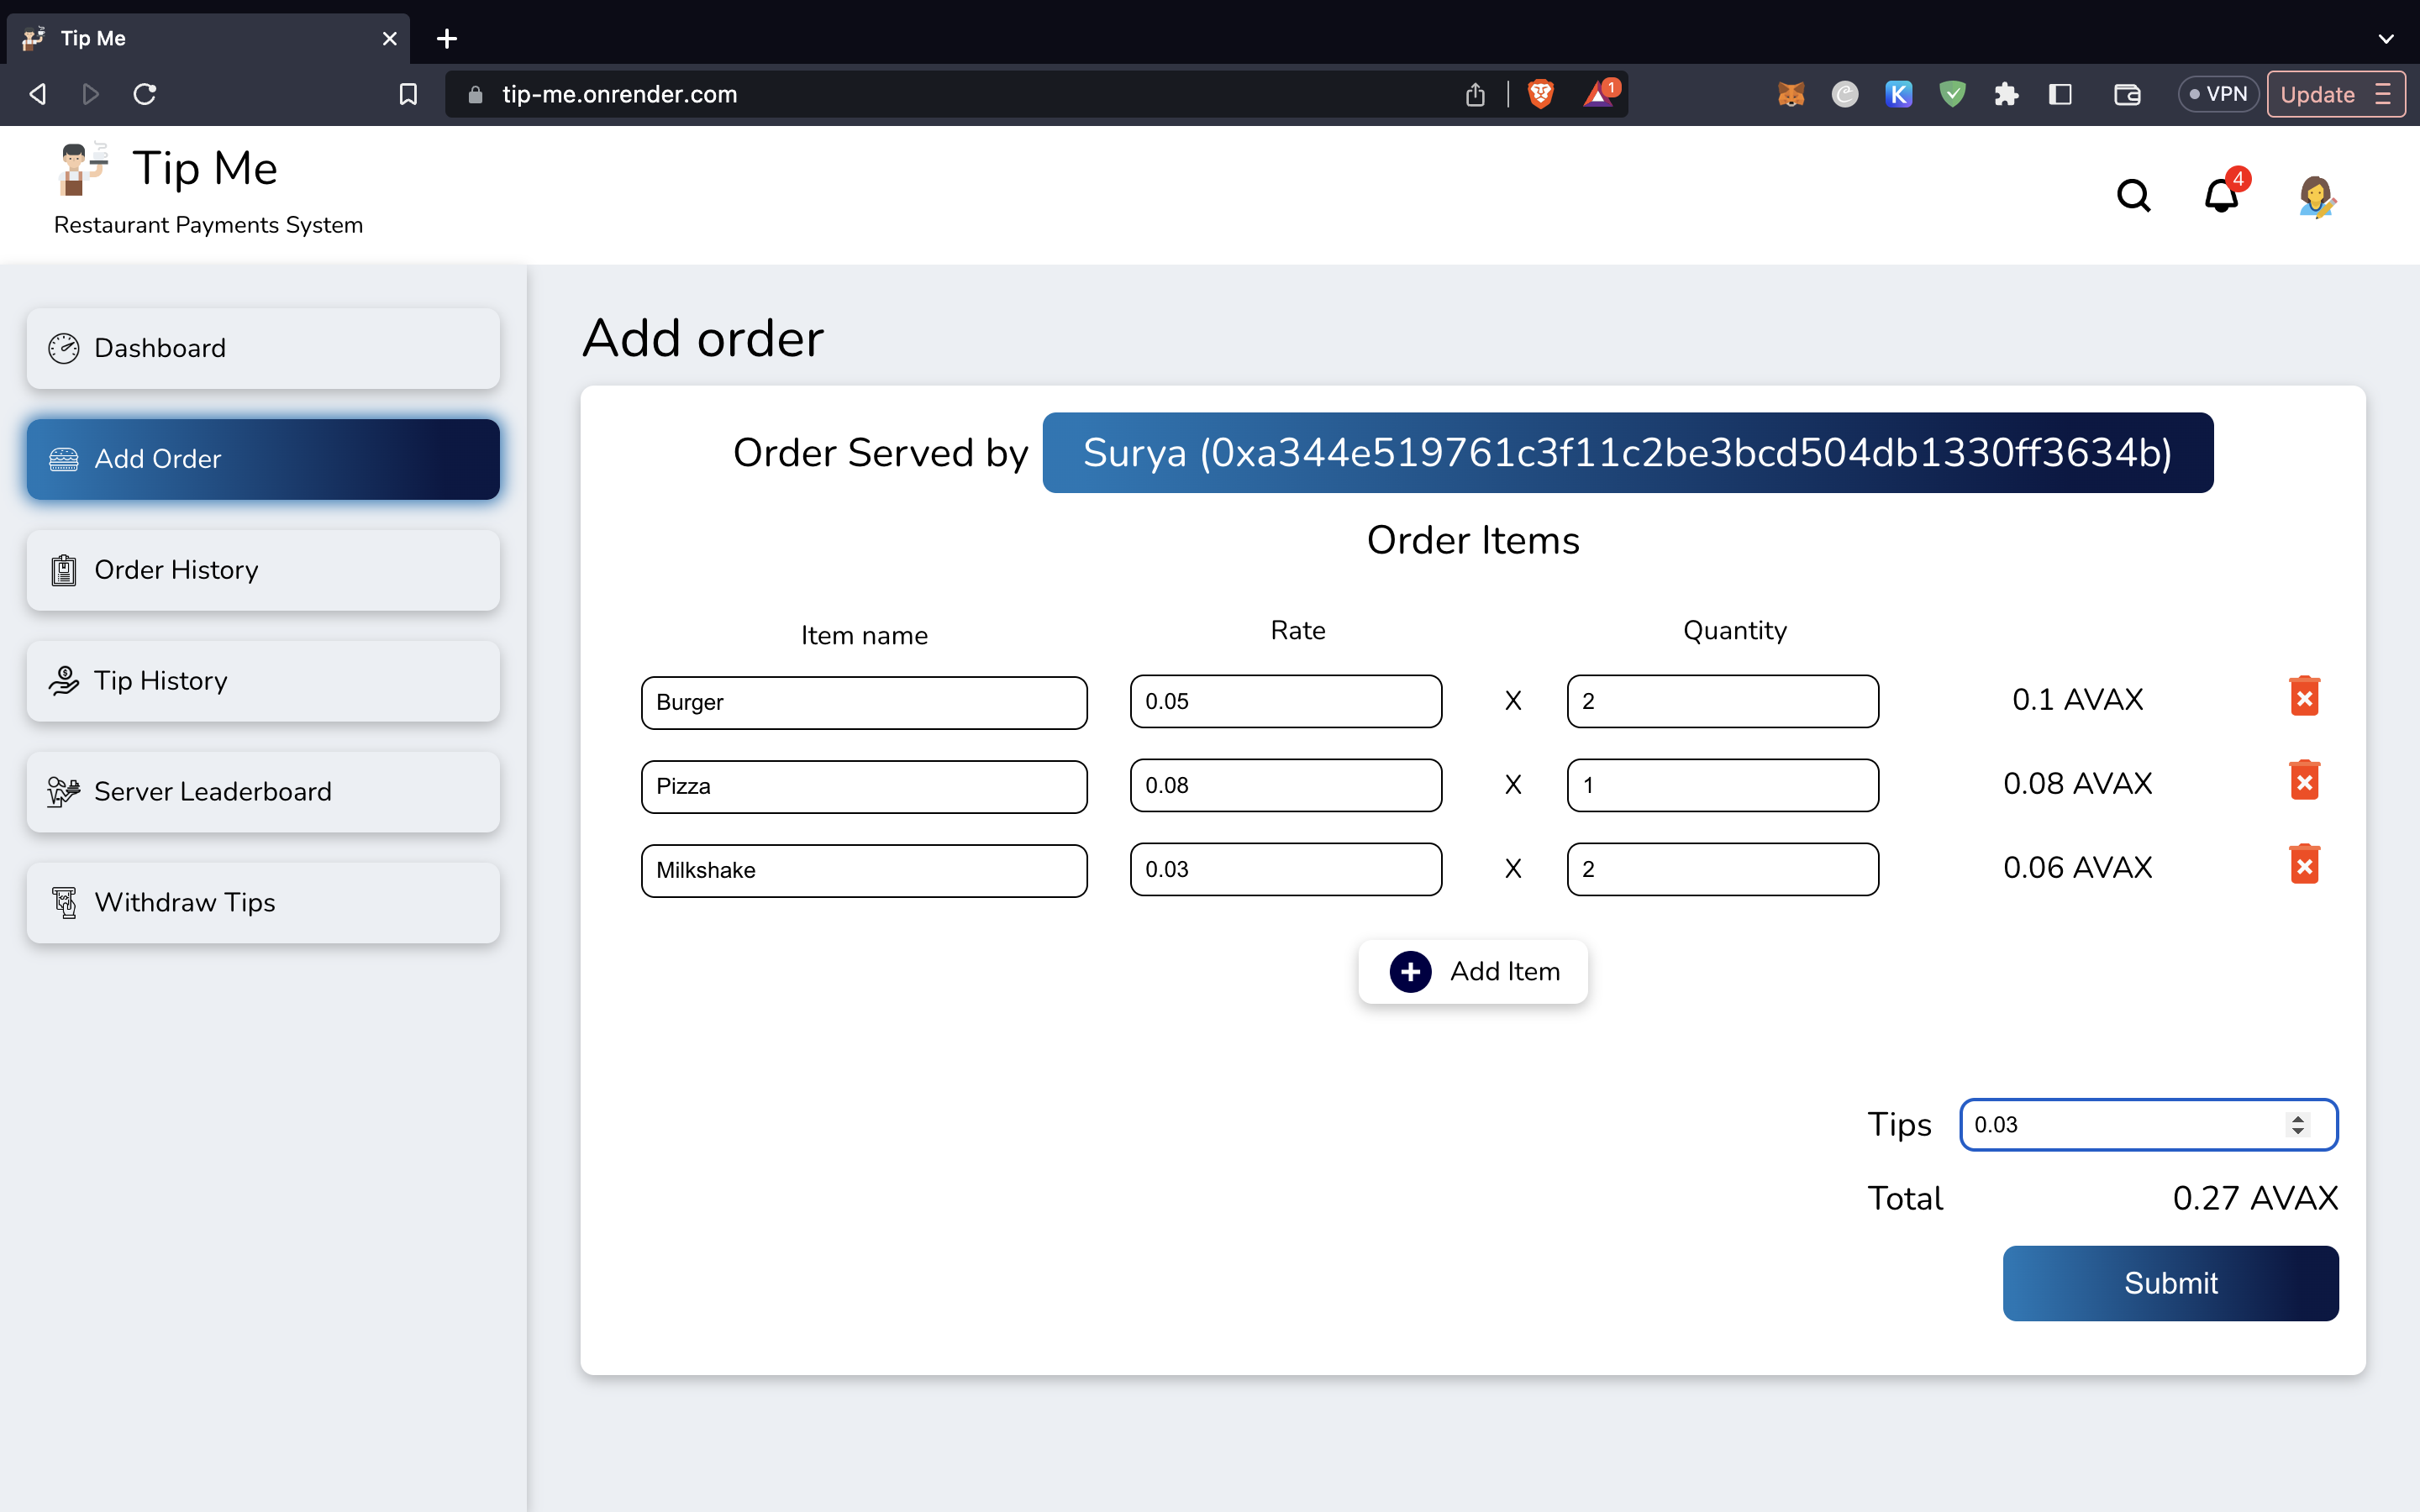 Tip Me
tip-me.onrender.com
1
K
VPN
Update
Tip Me
Restaurant Payments System
4
Dashboard
Add Order
Order History
Tip History
Server Leaderboard
Withdraw Tips
Add order
Order Served by Surya (0xa344e519761c3f11c2be3bcd504db1330ff3634b)
Order Items
Item name Rate Quantity
Burger 0.05 X 2 0.1 AVAX
Pizza 0.08 X 1 0.08 AVAX
Milkshake 0.03 X 2 0.06 AVAX
Add Item
Tips 0.03
Total 0.27 AVAX
Submit